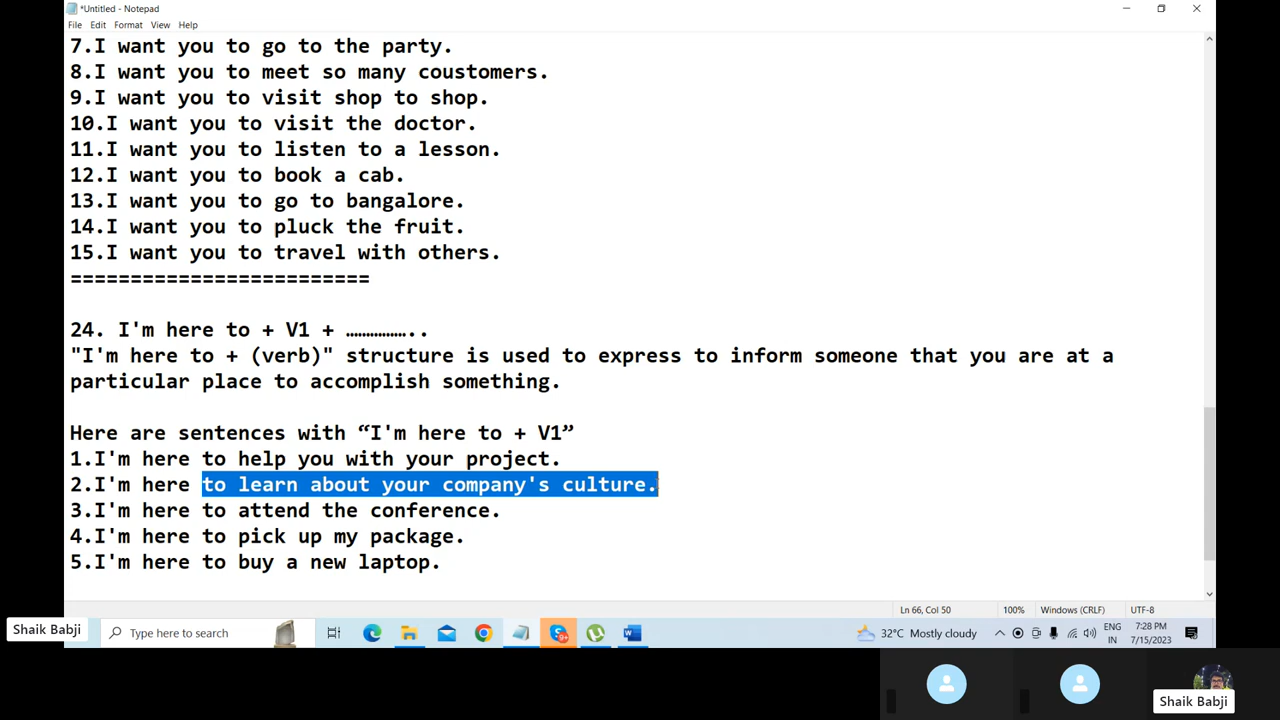 *Untitled - Notepad
File Edit Format View Help
7.I want you to go to the party.
8.I want you to meet so many coustomers.
9.I want you to visit shop to shop.
10.I want you to visit the doctor.
11.I want you to listen to a lesson.
12.I want you to book a cab.
13.I want you to go to bangalore.
14.I want you to pluck the fruit.
15.I want you to travel with others.
=========================
24. I'm here to + V1 + ……………..
"I'm here to + (verb)" structure is used to express to inform someone that you are at a
particular place to accomplish something.
Here are sentences with “I'm here to + V1”
1.I'm here to help you with your project.
2.I'm here to learn about your company's culture.
3.I'm here to attend the conference.
4.I'm here to pick up my package.
5.I'm here to buy a new laptop.
Ln 66, Col 50 100% Windows (CRLF) UTF-8
Shaik Babji
Type here to search
32°C Mostly cloudy
ENG
IN
7:28 PM
7/15/2023
Shaik Babji